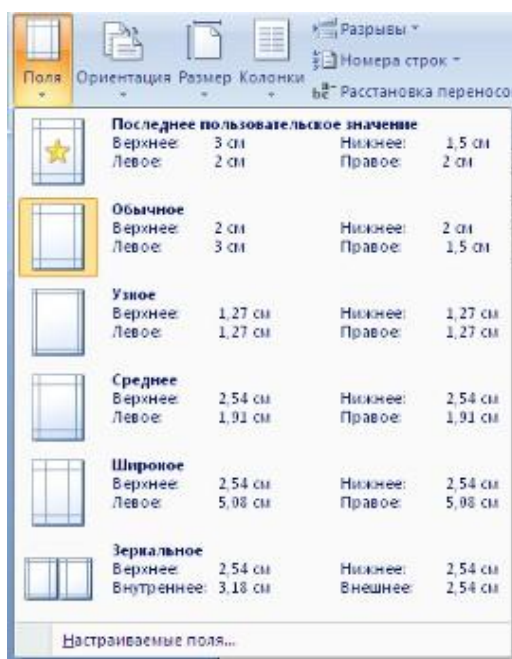 Разрывы
Номера строк
Поля Ориентация Размер Колонки
Расстановка переносо
Последнее пользовательское значение
Верхнее: 3 см Нижнее: 1,5 см
Левое: 2 см Правое: 2 см
Обычное
Верхнее: 2 см Нижнее: 2 см
Левое: 3 см Правое: 1,5 см
Узкое
Верхнее: 1,27 см Нижнее: 1,27 см
Левое: 1,27 см Правое: 1,27 см
Среднее
Верхнее: 2,54 см Нижнее: 2,54 см
Левое: 1,91 см Правое: 1,91 см
Широкое
Верхнее: 2,54 см Нижнее: 2,54 см
Левое: 5,08 см Правое: 5,08 см
Зеркальное
Верхнее: 2,54 см Нижнее: 2,54 см
Внутреннее: 3,18 см Внешнее: 2,54 см
Настраиваемые поля...